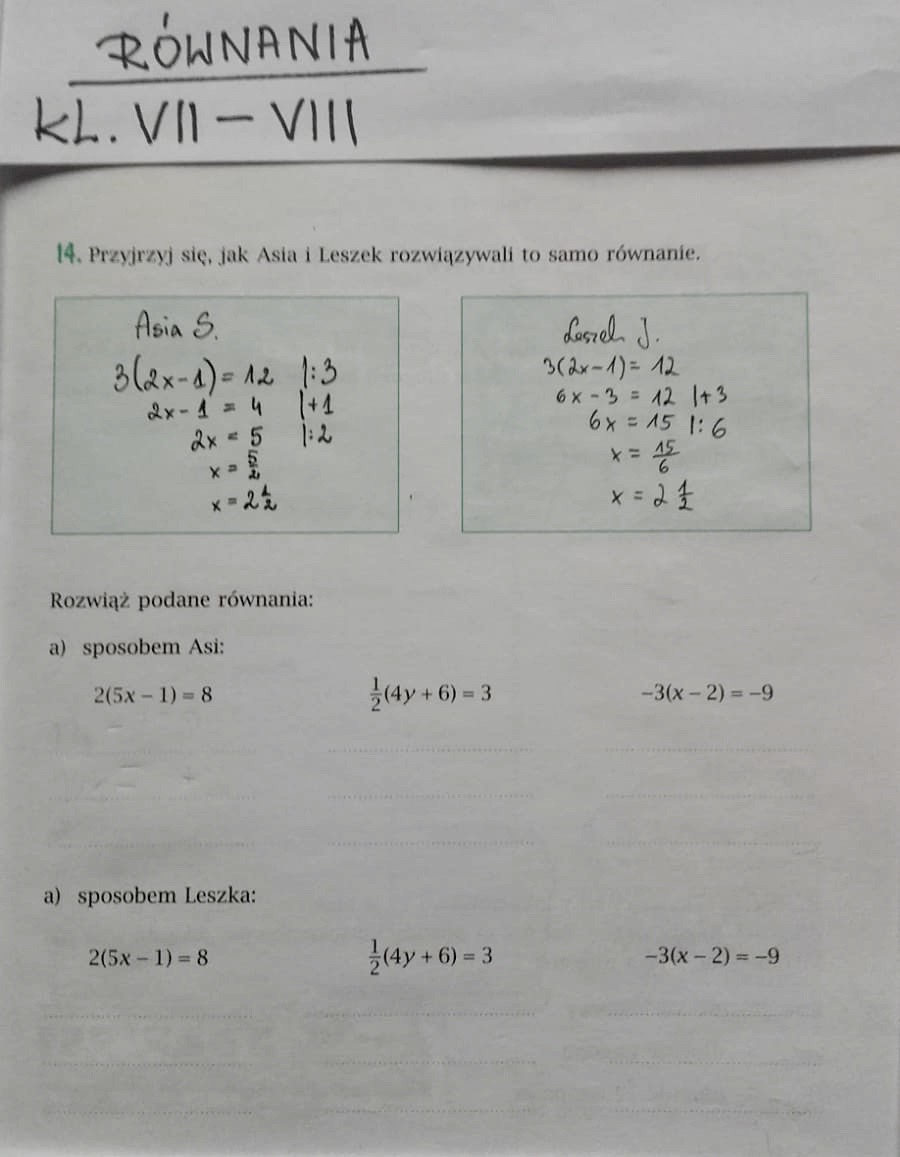 RÓWNANIA
KL. VII – VIII
14. Przyjrzyj się, jak Asia i Leszek rozwiązywali to samo równanie.
Asia S.
3(2x-1) = 12 |:3
2x-1 = 4 |+1
2x = 5 |:2
x = 5/2
x = 2 1/2
Leszek J.
3(2x-1) = 12
6x - 3 = 12 |+3
6x = 15 |:6
x = 15/6
x = 2 1/2
Rozwiąż podane równania:
a) sposobem Asi:
2(5x – 1) = 8 1/2(4y + 6) = 3 –3(x – 2) = –9
a) sposobem Leszka:
2(5x – 1) = 8 1/2(4y + 6) = 3 –3(x – 2) = –9